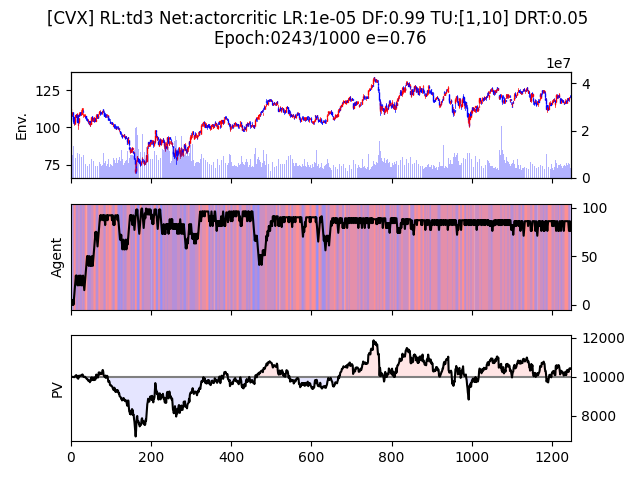 [CVX] RL:td3 Net:actorcritic LR:1e-05 DF:0.99 TU:[1,10] DRT:0.05
Epoch:0243/1000 e=0.76
1e7
125
100
75
Env.
4
2
0
Agent
100
50
0
PV
12000
10000
8000
0 200 400 600 800 1000 1200